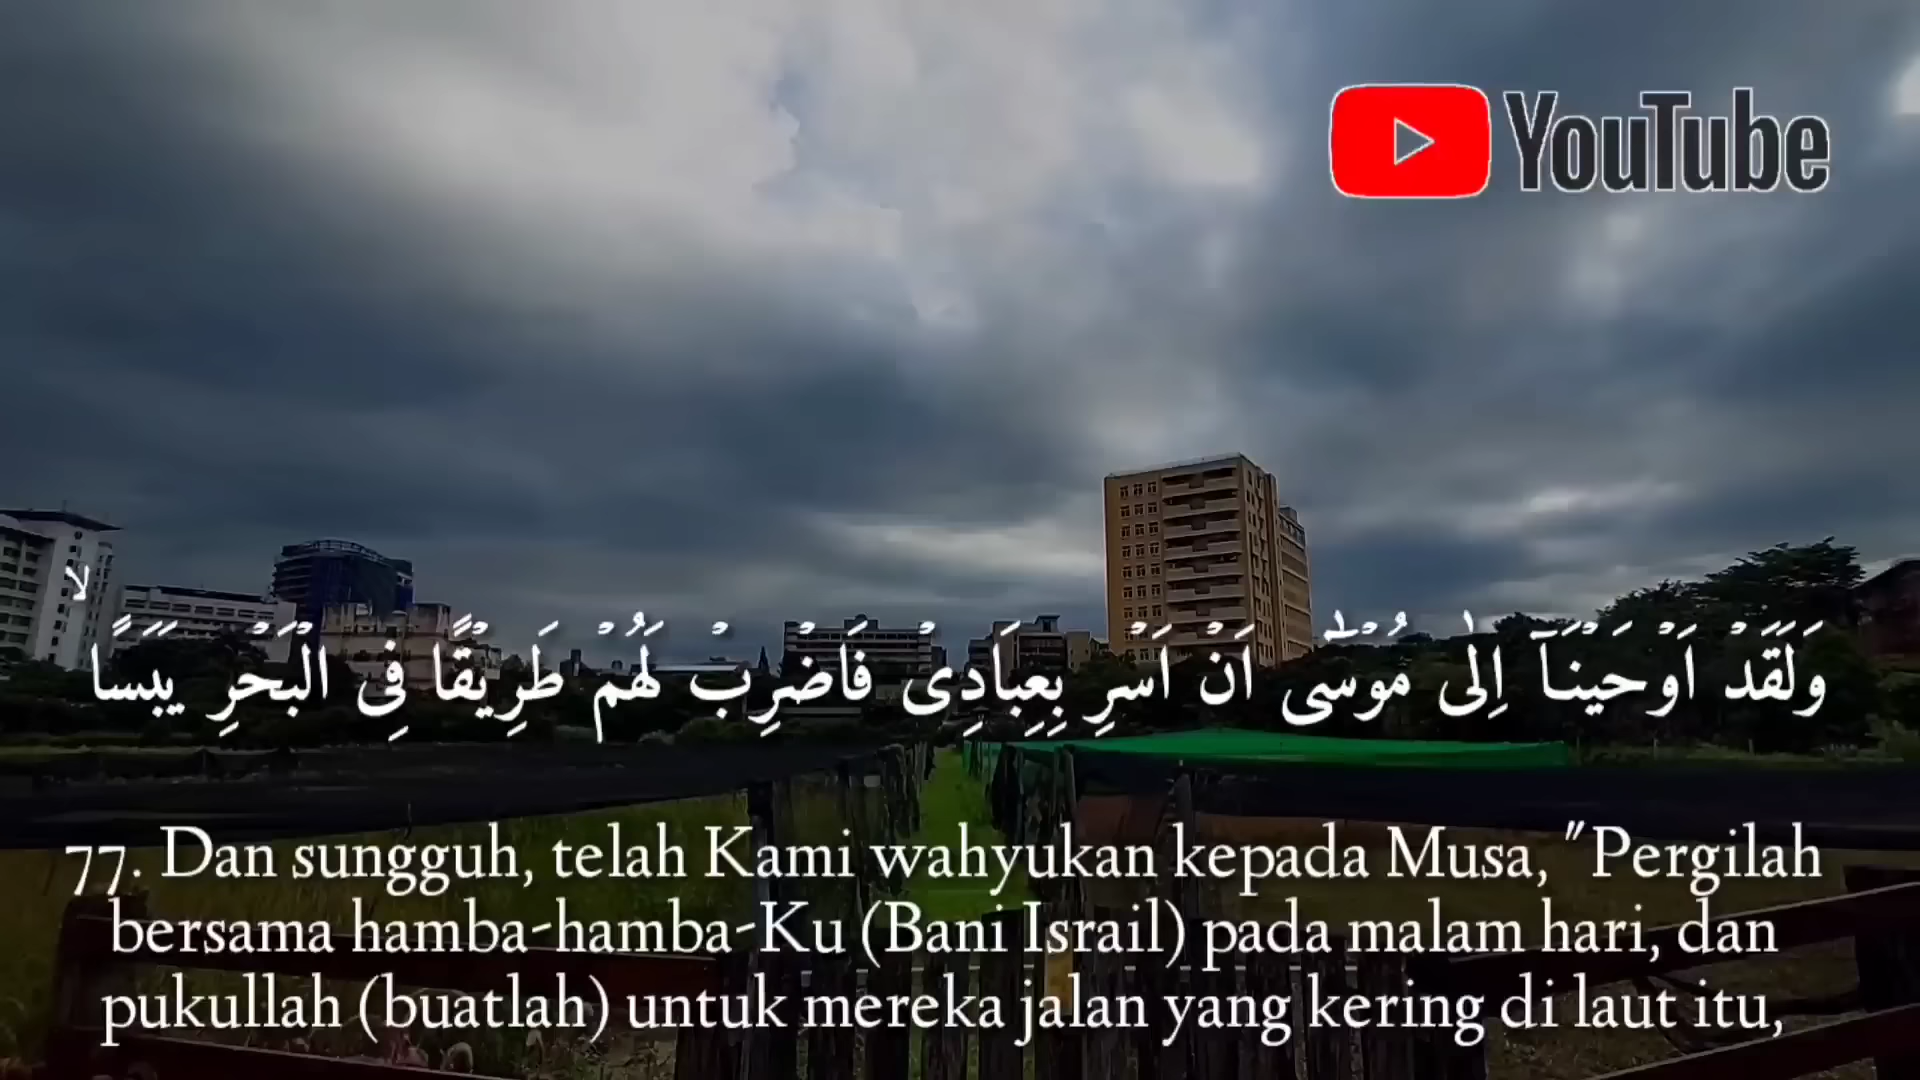 YouTube
وَلَقَدْ اَوْحَيْنَآ اِلٰى مُوْسٰٓى اَنْ اَسْرِ بِعِبَادِيْ فَاضْرِبْ لَهُمْ طَرِيْقًا فِى الْبَحْرِ يَبَسًاۙ
77. Dan sungguh, telah Kami wahyukan kepada Musa, "Pergilah
bersama hamba-hamba-Ku (Bani Israil) pada malam hari, dan
pukullah (buatlah) untuk mereka jalan yang kering di laut itu,